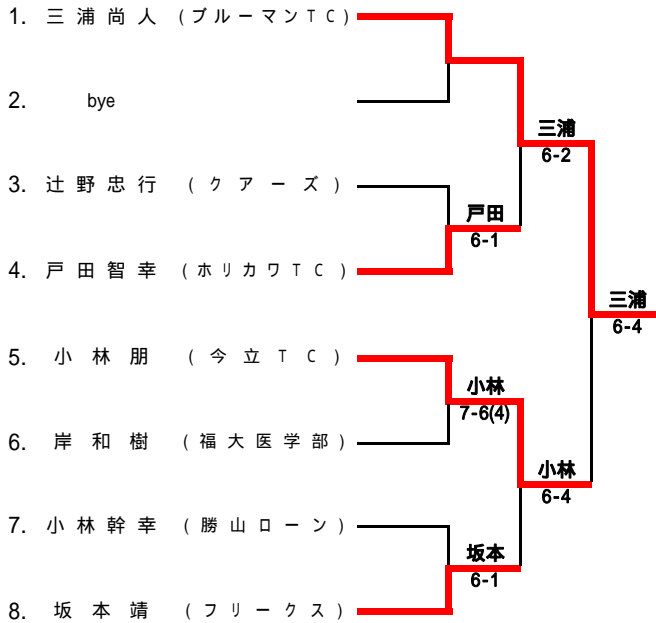 1. 三浦尚人 (ブルーマンTC)
2. bye
三浦
6-2
3. 辻野忠行 (クアーズ)
戸田
6-1
4. 戸田智幸 (ホリカワTC)
三浦
6-4
5. 小林朋 (今立TC)
小林
7-6(4)
6. 岸和樹 (福大医学部)
小林
6-4
7. 小林幹幸 (勝山ローン)
坂本
6-1
8. 坂本靖 (フリークス)